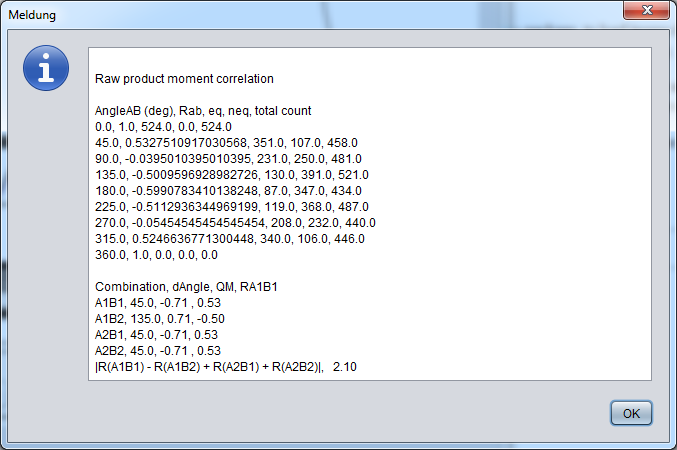 Meldung
Raw product moment correlation
AngleAB (deg), Rab, eq, neq, total count
0.0, 1.0, 524.0, 0.0, 524.0
45.0, 0.5327510917030568, 351.0, 107.0, 458.0
90.0, -0.0395010395010395, 231.0, 250.0, 481.0
135.0, -0.5009596928982726, 130.0, 391.0, 521.0
180.0, -0.5990783410138248, 87.0, 347.0, 434.0
225.0, -0.5112936344969199, 119.0, 368.0, 487.0
270.0, -0.05454545454545454, 208.0, 232.0, 440.0
315.0, 0.5246636771300448, 340.0, 106.0, 446.0
360.0, 1.0, 0.0, 0.0, 0.0
Combination, dAngle, QM, RA1B1
A1B1, 45.0, -0.71 , 0.53
A1B2, 135.0, 0.71, -0.50
A2B1, 45.0, -0.71, 0.53
A2B2, 45.0, -0.71 , 0.53
|R(A1B1) - R(A1B2) + R(A2B1) + R(A2B2)|,   2.10
OK